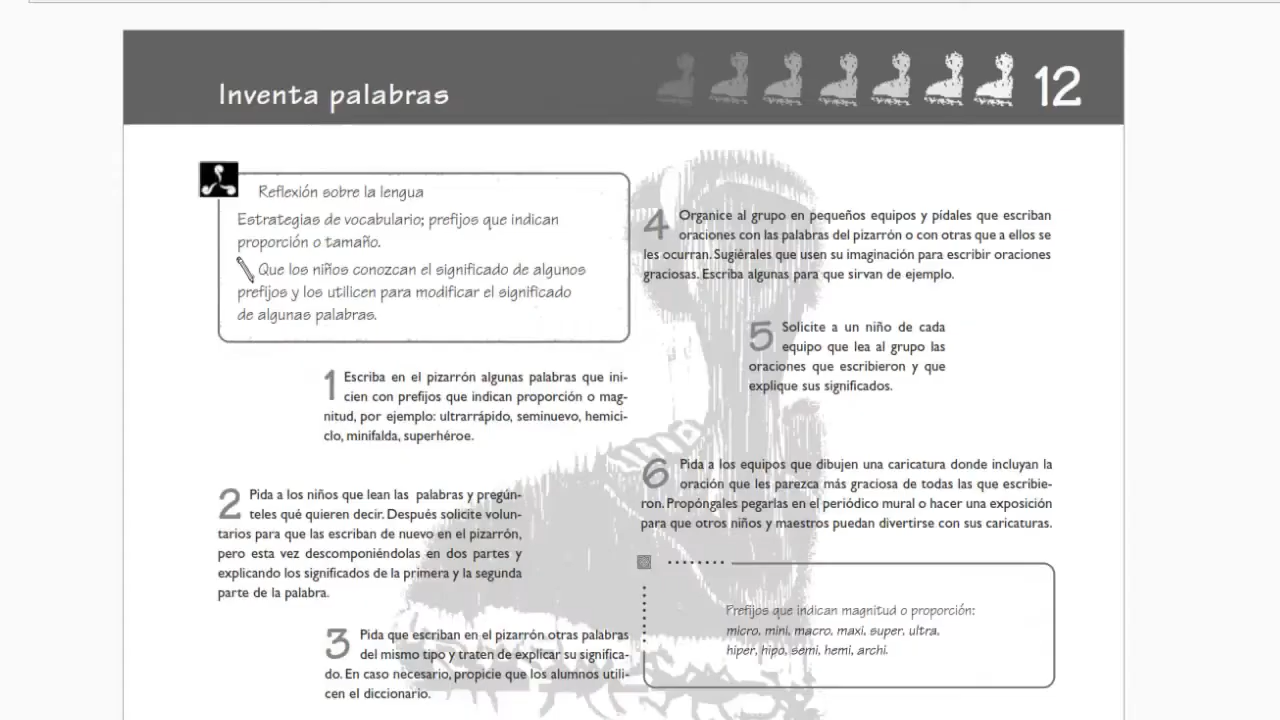 Inventa palabras
12
Reflexión sobre la lengua
Estrategias de vocabulario; prefijos que indican
proporción o tamaño.
Que los niños conozcan el significado de algunos
prefijos y los utilicen para modificar el significado
de algunas palabras.
1 Escriba en el pizarrón algunas palabras que ini-
cien con prefijos que indican proporción o mag-
nitud, por ejemplo: ultrarrápido, seminuevo, hemici-
clo, minifalda, superhéroe.
2 Pida a los niños que lean las palabras y pregún-
teles qué quieren decir. Después solicite volun-
tarios para que las escriban de nuevo en el pizarrón,
pero esta vez descomponiéndolas en dos partes y
explicando los significados de la primera y la segunda
parte de la palabra.
3 Pida que escriban en el pizarrón otras palabras
del mismo tipo y traten de explicar su significa-
do. En caso necesario, propicie que los alumnos utili-
cen el diccionario.
4 Organice al grupo en pequeños equipos y pídales que escriban
oraciones con las palabras del pizarrón o con otras que a ellos se
les ocurran. Sugiérales que usen su imaginación para escribir oraciones
graciosas. Escriba algunas para que sirvan de ejemplo.
5 Solicite a un niño de cada
equipo que lea al grupo las
oraciones que escribieron y que
explique sus significados.
6 Pida a los equipos que dibujen una caricatura donde incluyan la
oración que les parezca más graciosa de todas las que escribie-
ron. Propóngales pegarlas en el periódico mural o hacer una exposición
para que otros niños y maestros puedan divertirse con sus caricaturas.
Prefijos que indican magnitud o proporción:
micro, mini, macro, maxi, super, ultra,
hiper, hipo, semi, hemi, archi.